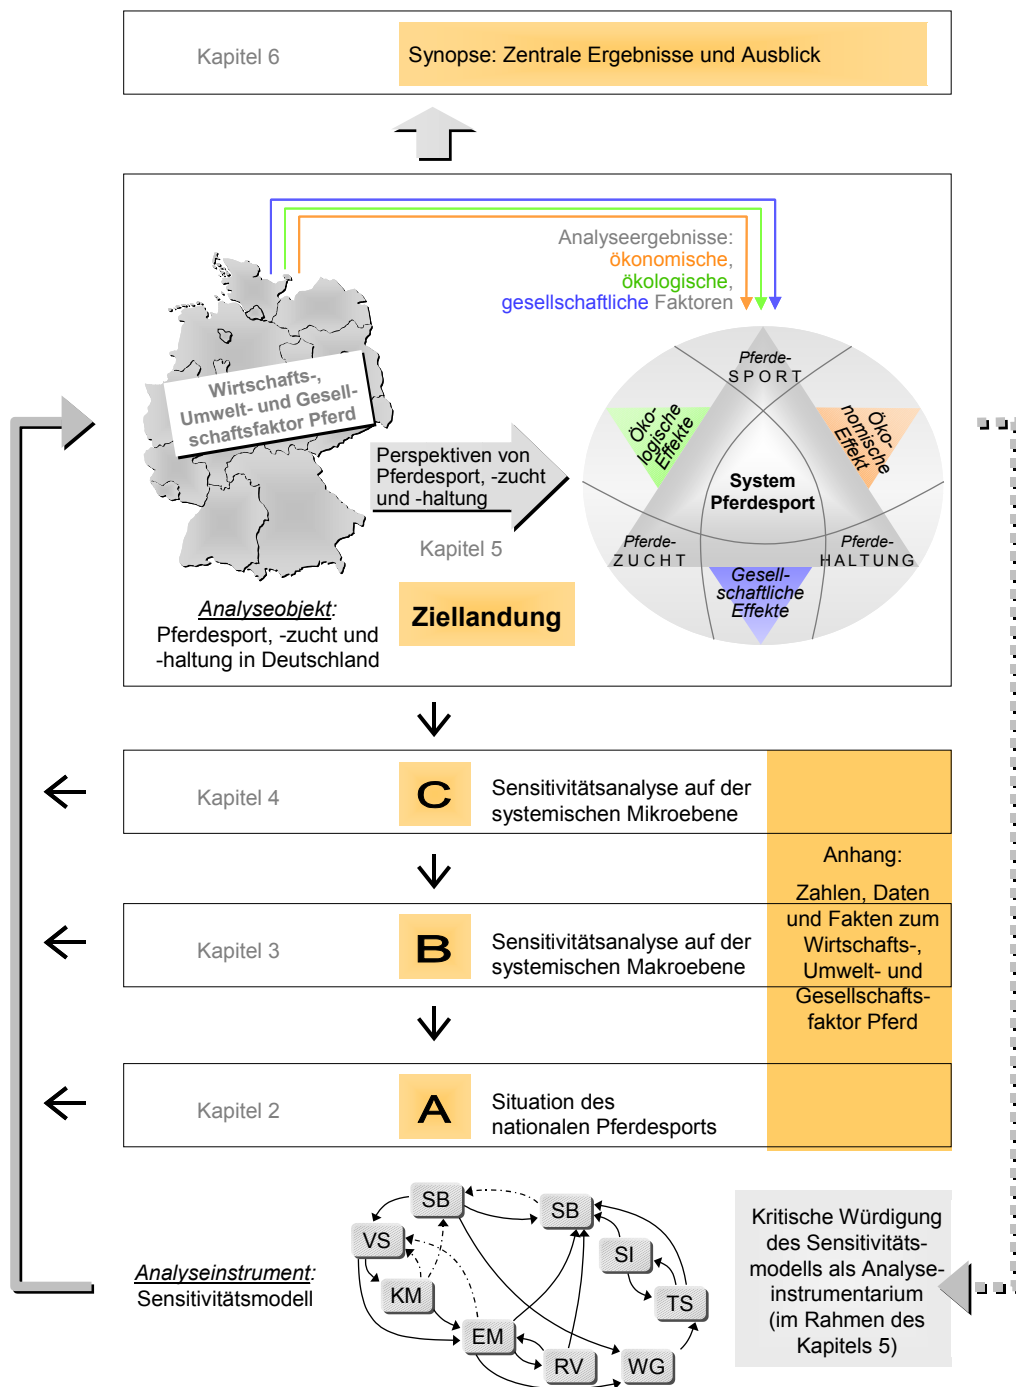 Kapitel 6
Synopse: Zentrale Ergebnisse und Ausblick
Analyseergebnisse:
ökonomische,
ökologische,
gesellschaftliche Faktoren
Wirtschafts-,
Umwelt- und Gesell-
schaftsfaktor Pferd
Perspektiven von
Pferdesport, -zucht
und -haltung
Kapitel 5
Ziellandung
Analyseobjekt:
Pferdesport, -zucht und
-haltung in Deutschland
Pferde-
SPORT
Öko-
logische
Effekte
Öko-
nomische
Effekt
System
Pferdesport
Pferde-
ZUCHT
Pferde-
HALTUNG
Gesell-
schaftliche
Effekte
Kapitel 4
C
Sensitivitätsanalyse auf der
systemischen Mikroebene
Kapitel 3
B
Sensitivitätsanalyse auf der
systemischen Makroebene
Kapitel 2
A
Situation des
nationalen Pferdesports
Anhang:
Zahlen, Daten
und Fakten zum
Wirtschafts-,
Umwelt- und
Gesellschafts-
faktor Pferd
Analyseinstrument:
Sensitivitätsmodell
SB
SB
VS
SI
KM
TS
EM
RV
WG
Kritische Würdigung
des Sensitivitäts-
modells als Analyse-
instrumentarium
(im Rahmen des
Kapitels 5)